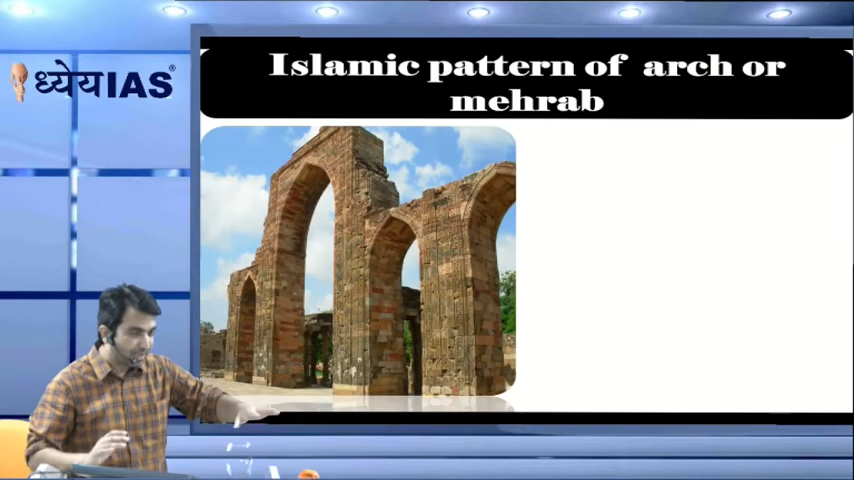 ध्येयIAS®
Islamic pattern of arch or
mehrab